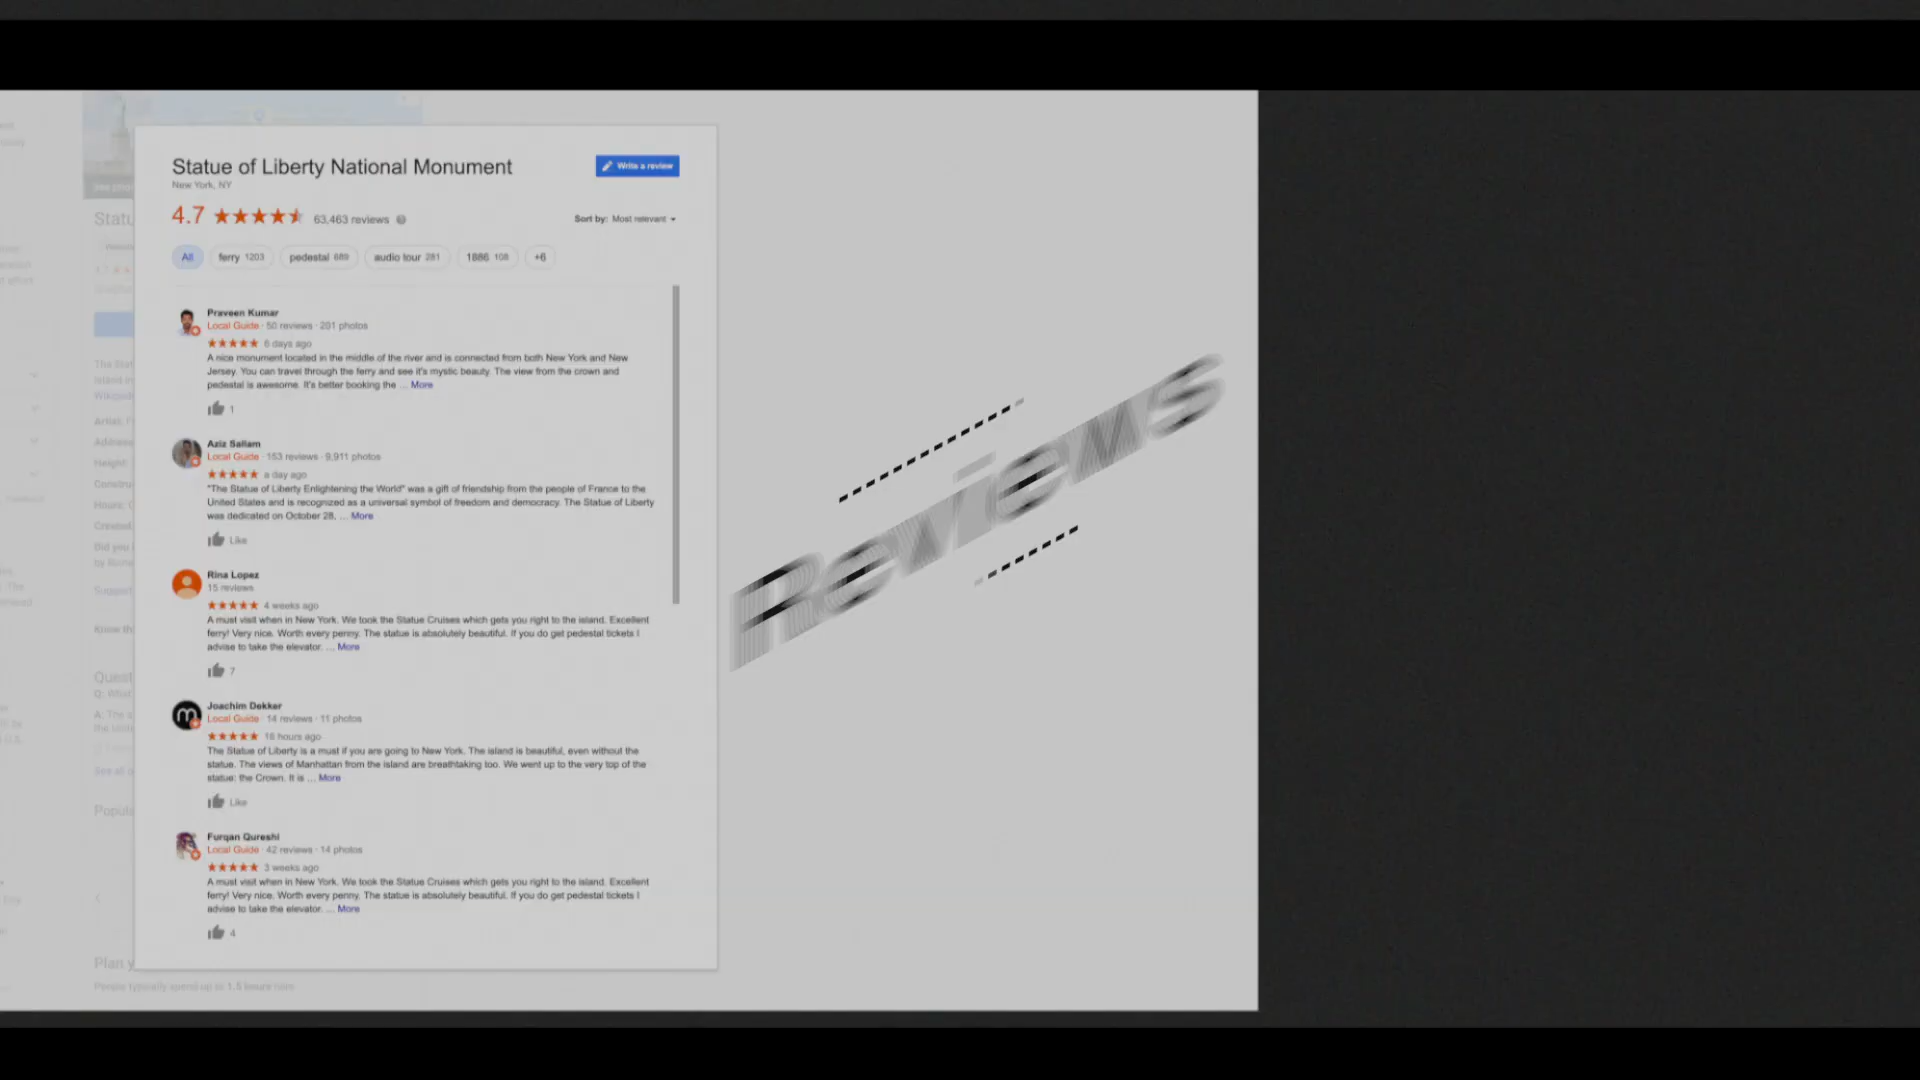 Statue of Liberty National Monument
Write a review
New York, NY
4.7 63,463 reviews
Sort by: Most relevant
All ferry 1203 pedestal 689 audio tour 281 1886 108 +6
Praveen Kumar
Local Guide · 50 reviews · 201 photos
6 days ago
A nice monument located in the middle of the river and is connected from both New York and New
Jersey. You can travel through the ferry and see it's mystic beauty. The view from the crown and
pedestal is awesome. It's better booking the ... More
1
Aziz Sallam
Local Guide · 153 reviews · 9,911 photos
a day ago
"The Statue of Liberty Enlightening the World" was a gift of friendship from the people of France to the
United States and is recognized as a universal symbol of freedom and democracy. The Statue of Liberty
was dedicated on October 28, ... More
Like
Rina Lopez
15 reviews
4 weeks ago
A must visit when in New York. We took the Statue Cruises which gets you right to the island. Excellent
ferry! Very nice. Worth every penny. The statue is absolutely beautiful. If you do get pedestal tickets I
advise to take the elevator. ... More
7
Joachim Dekker
Local Guide · 14 reviews · 11 photos
18 hours ago
The Statue of Liberty is a must if you are going to New York. The island is beautiful, even without the
statue. The views of Manhattan from the island are breathtaking too. We went up to the very top of the
statue: the Crown. It is ... More
Like
Furqan Qureshi
Local Guide · 42 reviews · 14 photos
3 weeks ago
A must visit when in New York. We took the Statue Cruises which gets you right to the island. Excellent
ferry! Very nice. Worth every penny. The statue is absolutely beautiful. If you do get pedestal tickets I
advise to take the elevator. ... More
4
People typically spend up to 1.5 hours here
Reviews